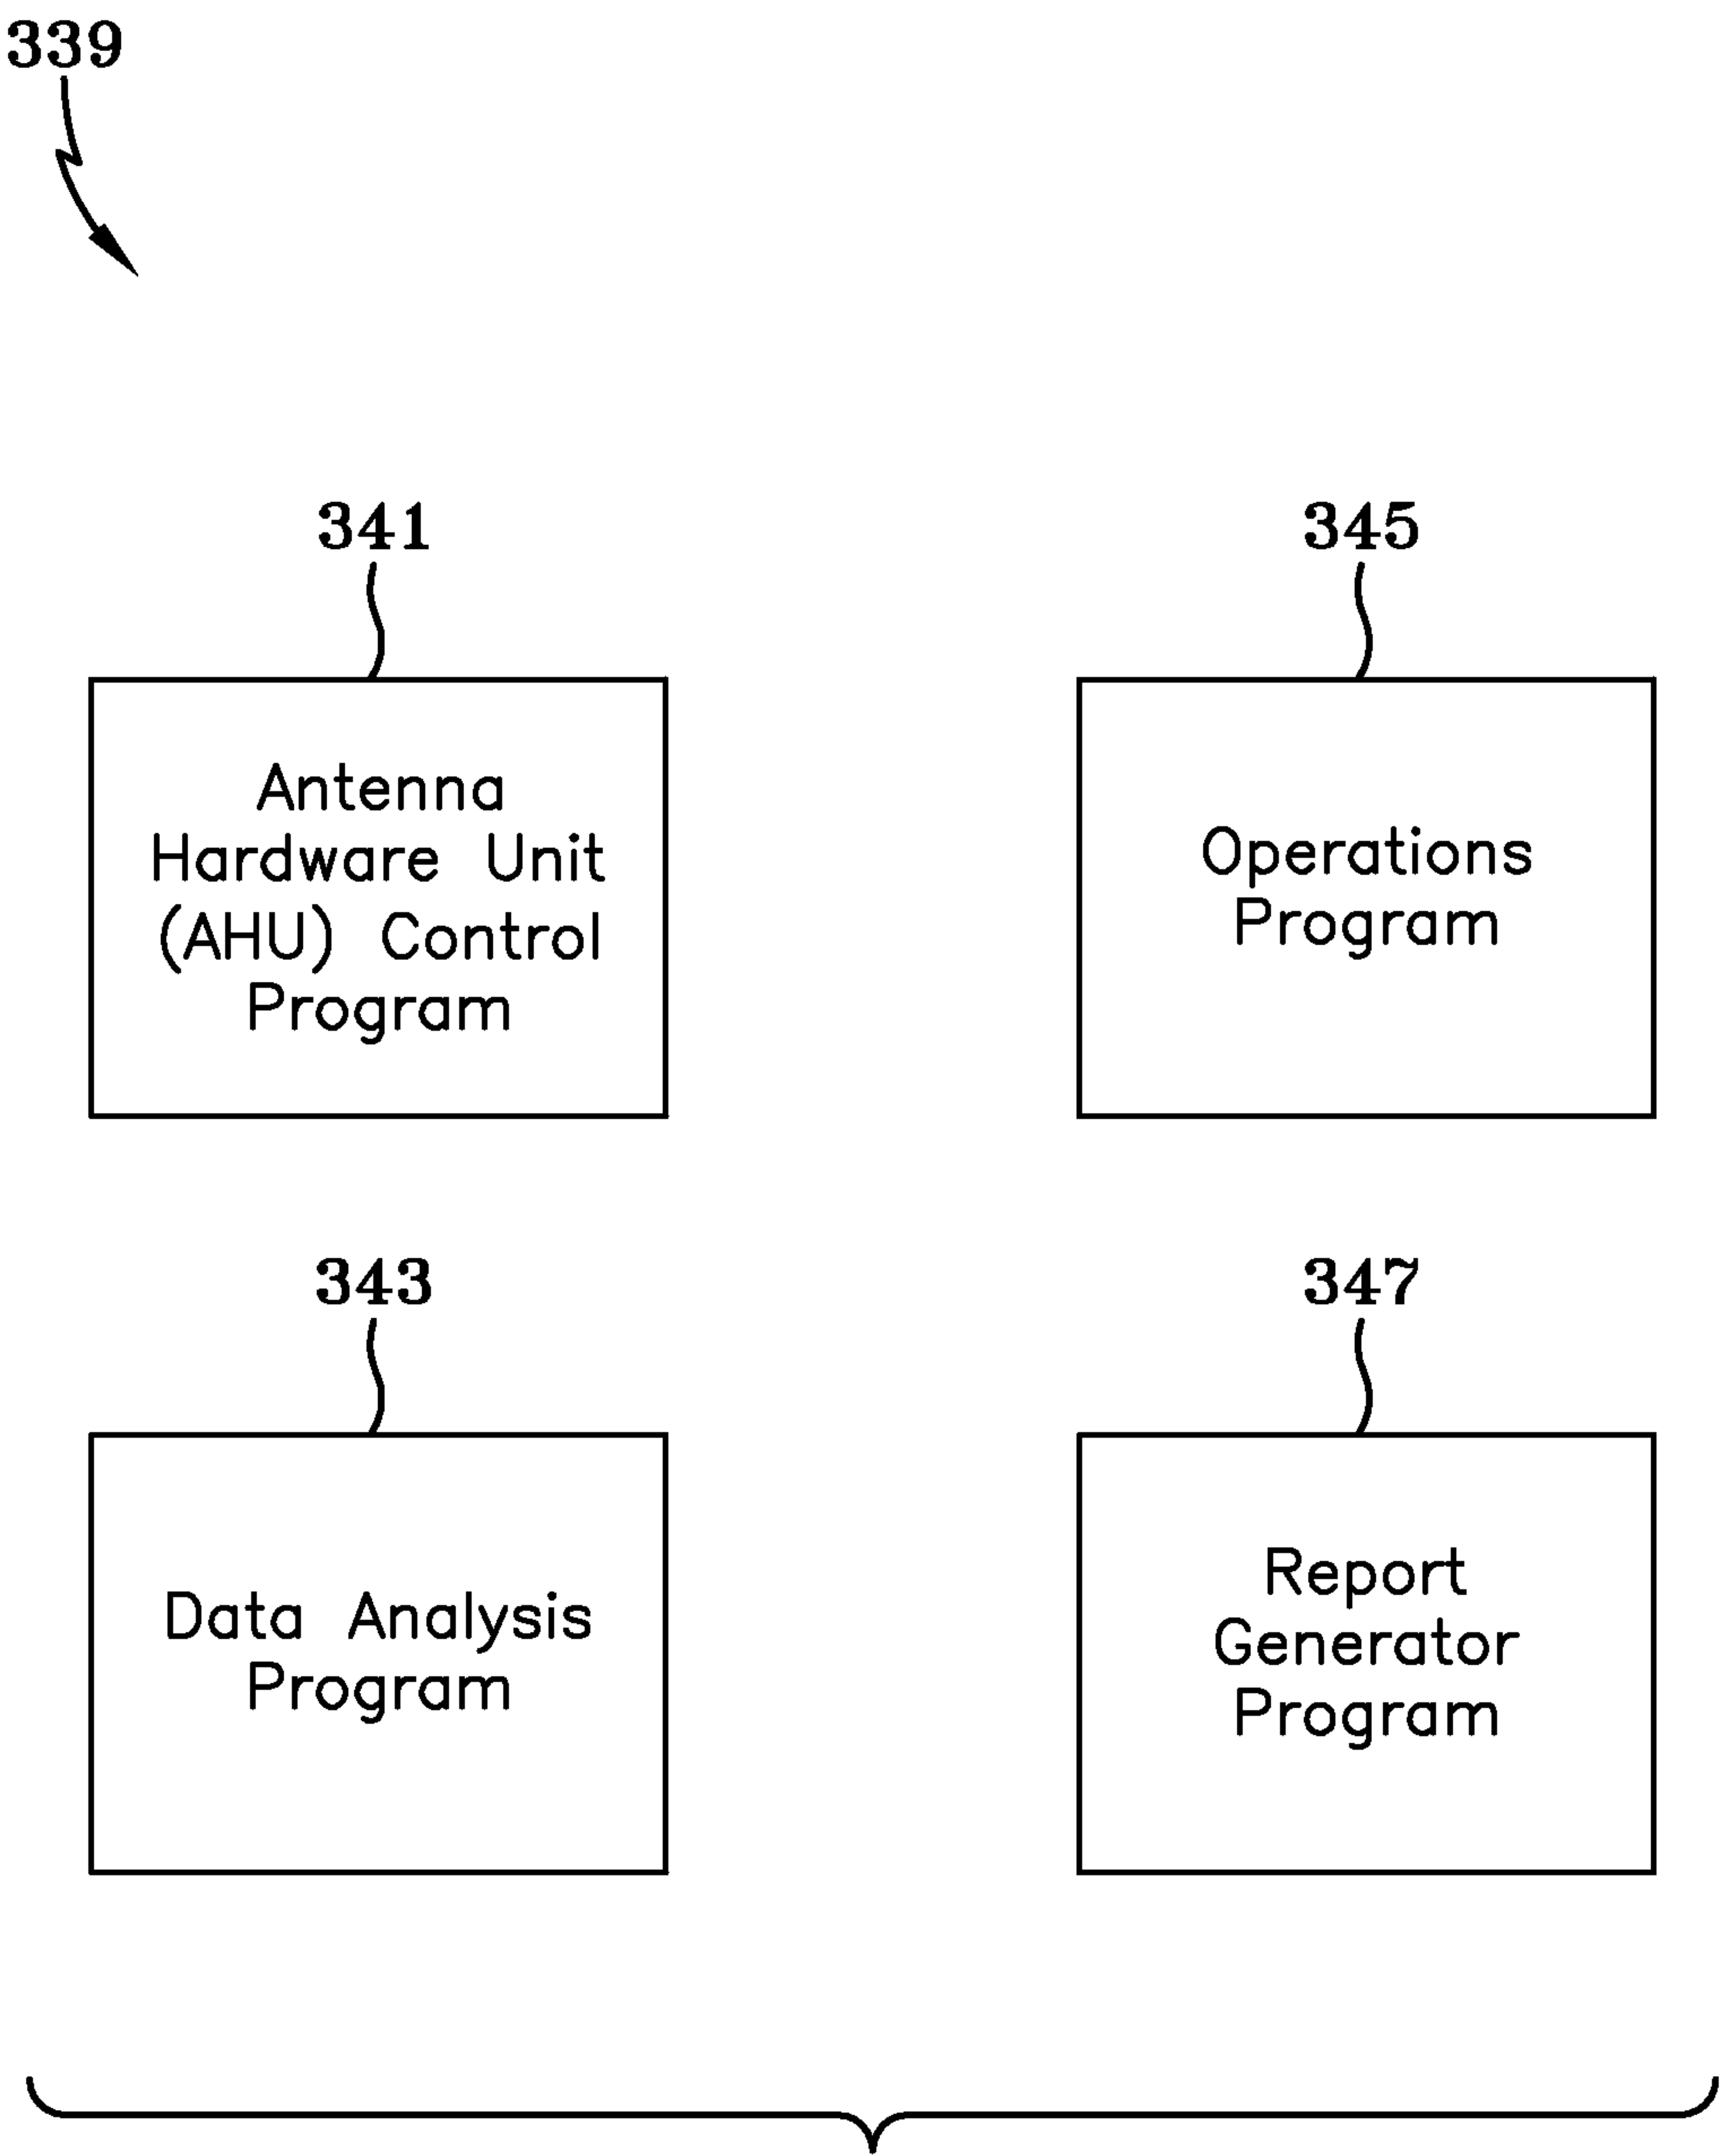 339
341
Antenna
Hardware Unit
(AHU) Control
Program
345
Operations
Program
343
Data Analysis
Program
347
Report
Generator
Program